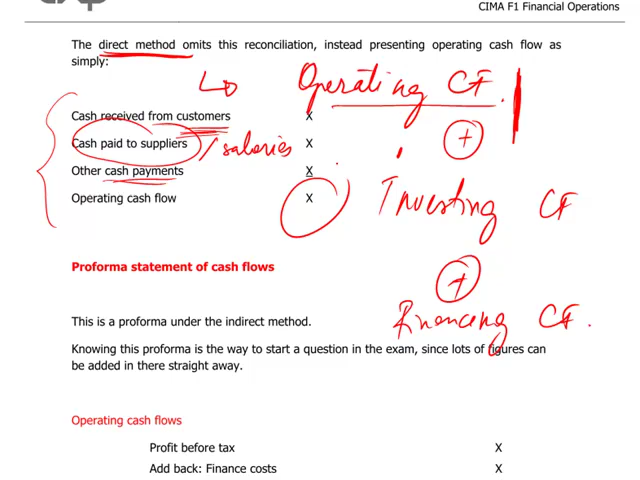 CIMA F1 Financial Operations
The direct method omits this reconciliation, instead presenting operating cash flow as
simply:
Operating CF
Cash received from customers X
+
Cash paid to suppliers / salaries X
Other cash payments X
Operating cash flow X
Investing CF
Proforma statement of cash flows
+
This is a proforma under the indirect method.
Financing CF.
Knowing this proforma is the way to start a question in the exam, since lots of figures can
be added in there straight away.
Operating cash flows
Profit before tax X
Add back: Finance costs X